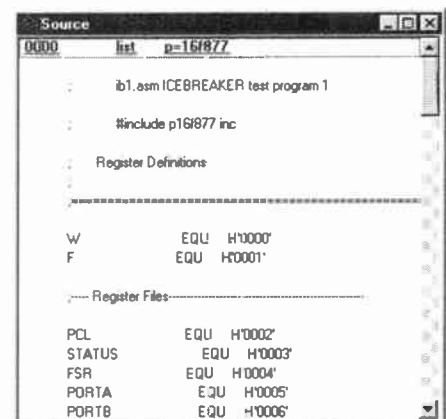 Source
0000 list p=16f877
; ib1.asm ICEBREAKER test program 1
; #include p16f877 inc
; Register Definitions
;
;==================================================
W EQU H'0000'
F EQU H'0001'
;---- Register Files--------------------------------------------------
PCL EQU H'0002'
STATUS EQU H'0003'
FSR EQU H'0004'
PORTA EQU H'0005'
PORTB EQU H'0006'